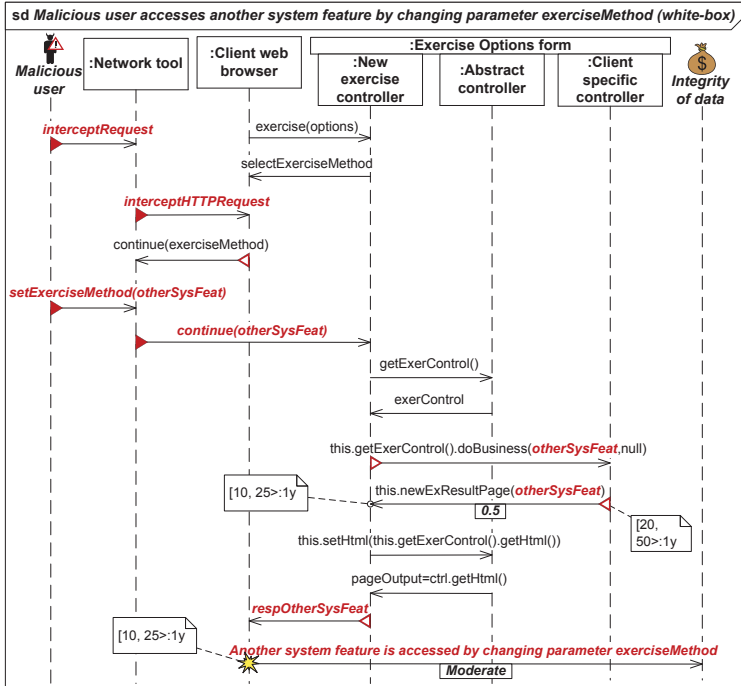 sd Malicious user accesses another system feature by changing parameter exerciseMethod (white-box)
:Exercise Options form
Malicious
user
:Network tool
:Client web
browser
:New
exercise
controller
:Abstract
controller
:Client
specific
controller
$
Integrity
of data
interceptRequest
exercise(options)
selectExerciseMethod
interceptHTTPRequest
continue(exerciseMethod)
setExerciseMethod(otherSysFeat)
continue(otherSysFeat)
getExerControl()
exerControl
this.getExerControl().doBusiness(otherSysFeat,null)
[10, 25>:1y
this.newExResultPage(otherSysFeat)
0.5
[20,
50>:1y
this.setHtml(this.getExerControl().getHtml())
pageOutput=ctrl.getHtml()
respOtherSysFeat
[10, 25>:1y
Another system feature is accessed by changing parameter exerciseMethod
Moderate